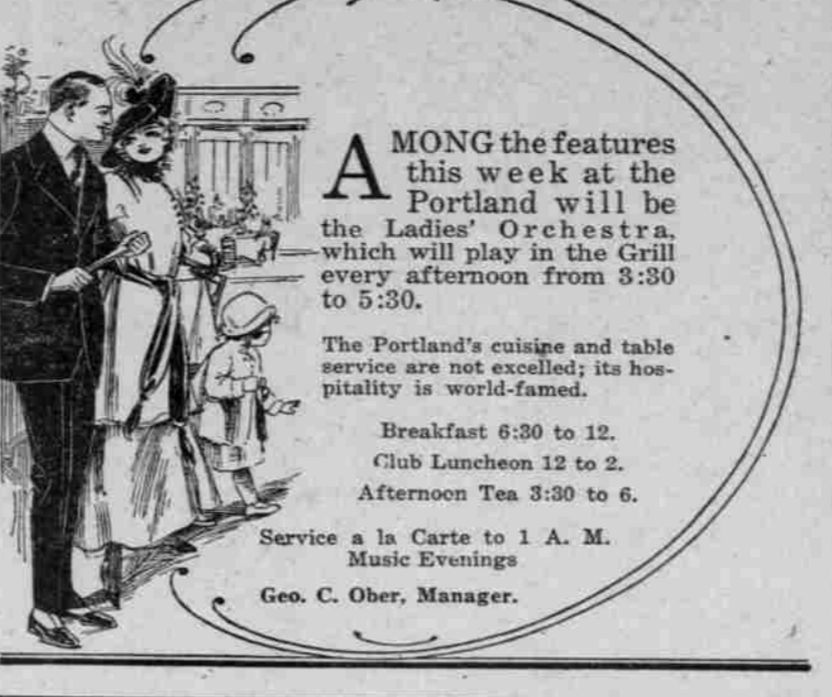 AMONG the features
this week at the
Portland will be
the Ladies' Orchestra,
which will play in the Grill
every afternoon from 3:30
to 5:30.
The Portland's cuisine and table
service are not excelled; its hos-
pitality is world-famed.
Breakfast 6:30 to 12.
Club Luncheon 12 to 2.
Afternoon Tea 3:30 to 6.
Service a la Carte to 1 A. M.
Music Evenings
Geo. C. Ober, Manager.